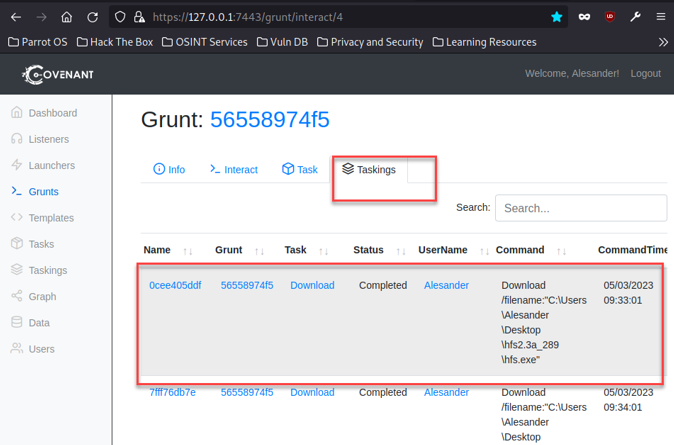 https://127.0.0.1:7443/grunt/interact/4
Parrot OS Hack The Box OSINT Services Vuln DB Privacy and Security Learning Resources
COVENANT
Welcome, Alesander! Logout
Dashboard
Listeners
Launchers
Grunts
Templates
Tasks
Taskings
Graph
Data
Users
Grunt: 56558974f5
Info Interact Task Taskings
Search: Search...
Name Grunt Task Status UserName Command CommandTime
0cee405ddf 56558974f5 Download Completed Alesander Download 05/03/2023
/filename:"C:\Users 09:33:01
\Alesander
\Desktop
\hfs2.3a_289
\hfs.exe"
7fff76db7e 56558974f5 Download Completed Alesander Download 05/03/2023
/filename:"C:\Users 09:34:01
\Alesander
\Desktop